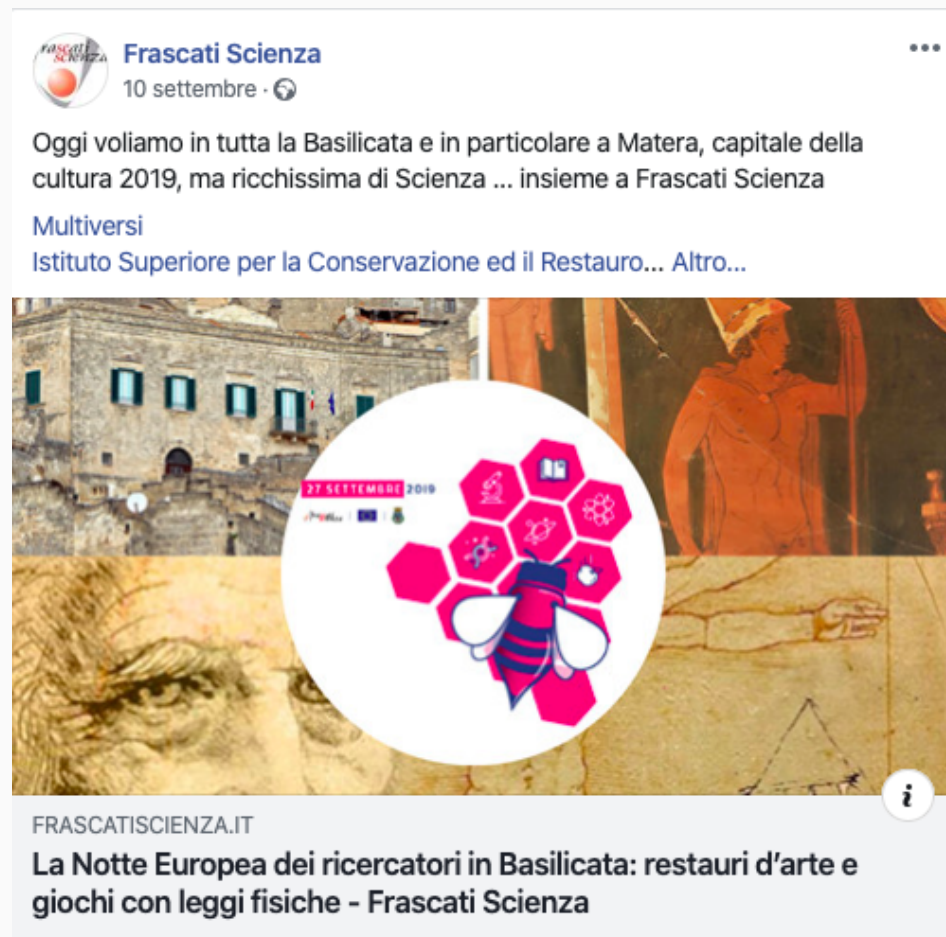 rascati
scienza
Frascati Scienza
10 settembre ·
Oggi voliamo in tutta la Basilicata e in particolare a Matera, capitale della
cultura 2019, ma ricchissima di Scienza ... insieme a Frascati Scienza
Multiversi
Istituto Superiore per la Conservazione ed il Restauro... Altro...
27 SETTEMBRE 2019
i
FRASCATISCIENZA.IT
La Notte Europea dei ricercatori in Basilicata: restauri d'arte e
giochi con leggi fisiche - Frascati Scienza